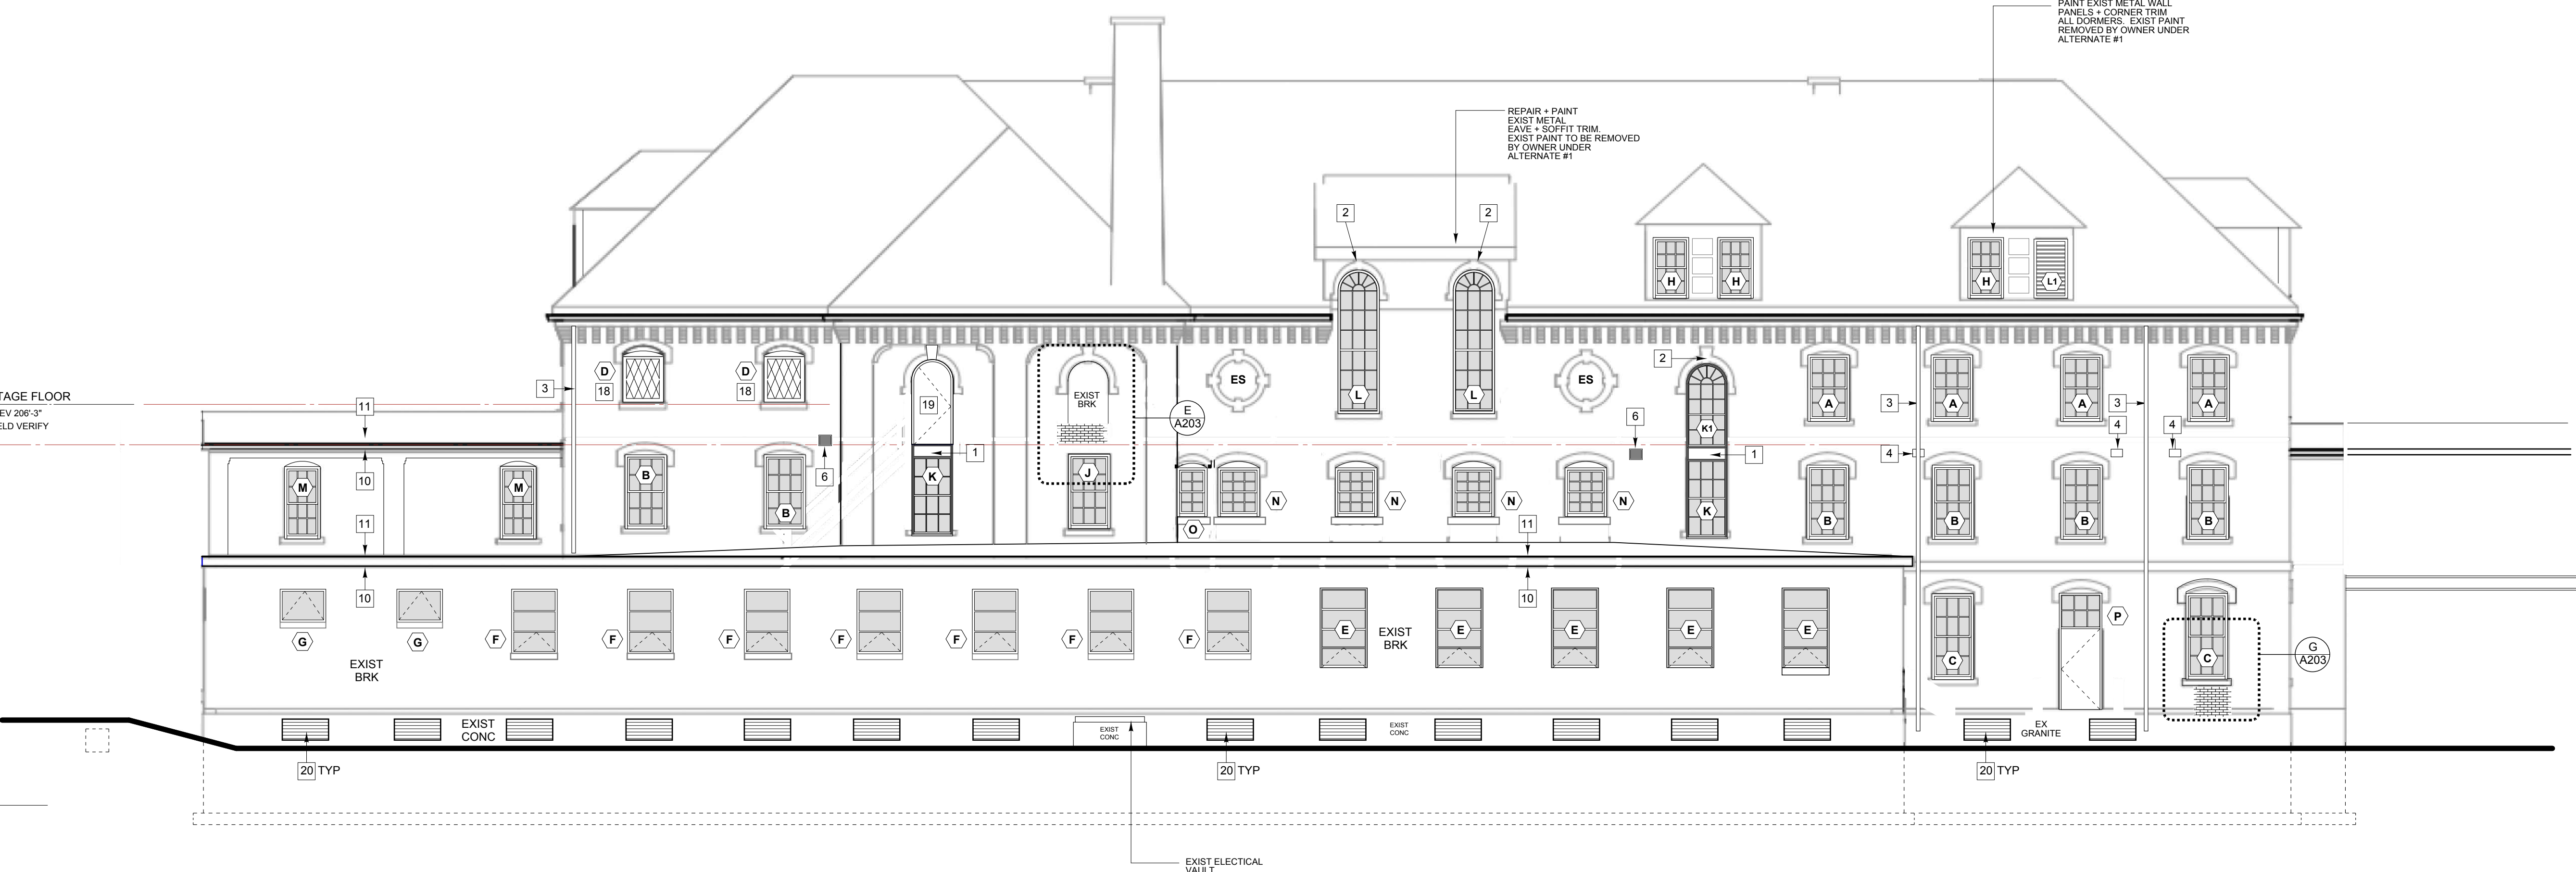 PAINT EXIST METAL WALL
PANELS + CORNER TRIM
ALL DORMERS.  EXIST PAINT
REMOVED BY OWNER UNDER
ALTERNATE #1
REPAIR + PAINT
EXIST METAL
EAVE + SOFFIT TRIM.
EXIST PAINT TO BE REMOVED
BY OWNER UNDER
ALTERNATE #1
2 2
H H H L1
D 18 D 18
3
19
EXIST
BRK
E
A203
ES
L L
ES
2
A
3
A A
3
A
TAGE FLOOR
EV 206'-3"
ELD VERIFY
11
10
M M
B B
6
K
1
J
O
N N N N
6
K1
1
K
4 4 4
B B B B
11
10
11
10
G G F F F F F F F E E E E E
EXIST
BRK
EXIST
BRK
C
P
C
G
A203
EXIST
CONC
EXIST
CONC
EXIST
CONC
EX
GRANITE
20 TYP
20 TYP
20 TYP
EXIST ELECTICAL
VAULT